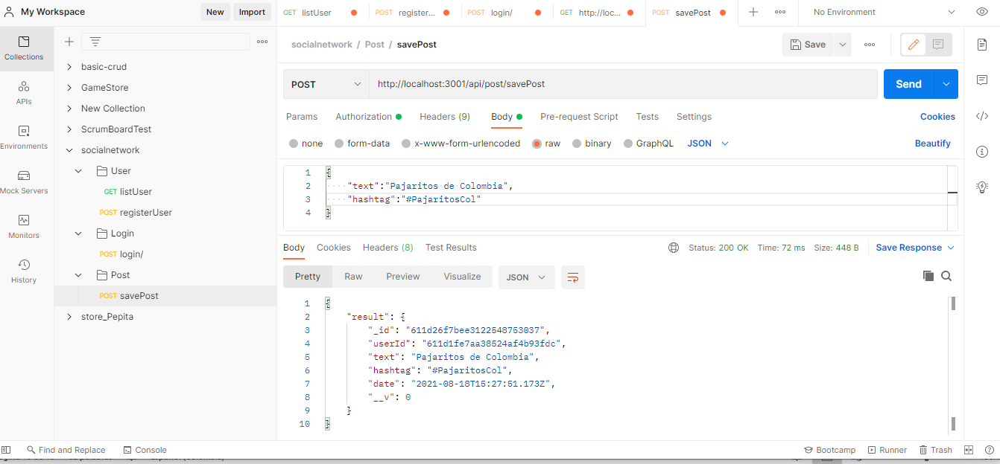 My Workspace New Import
GET listUser POST register... POST login/ GET http://loc... POST savePost No Environment
Collections
APIs
Environments
Mock Servers
Monitors
History
basic-crud
GameStore
New Collection
ScrumBoardTest
socialnetwork
User
GET listUser
POST registerUser
Login
POST login/
Post
POST savePost
store_Pepita
socialnetwork / Post / savePost Save
POST http://localhost:3001/api/post/savePost Send
Params Authorization Headers (9) Body Pre-request Script Tests Settings Cookies
none form-data x-www-form-urlencoded raw binary GraphQL JSON Beautify
1 {
2 "text":"Pajaritos de Colombia",
3 "hashtag":"#PajaritosCol"
4 }
Body Cookies Headers (8) Test Results Status: 200 OK Time: 72 ms Size: 448 B Save Response
Pretty Raw Preview Visualize JSON
1 {
2 "result": {
3 "_id": "611d26f7bee3122548753037",
4 "userId": "611d1fe7aa38524af4b93fdc",
5 "text": "Pajaritos de Colombia",
6 "hashtag": "#PajaritosCol",
7 "date": "2021-08-18T15:27:51.173Z",
8 "__v": 0
9 }
10 }
Find and Replace Console Bootcamp Runner Trash